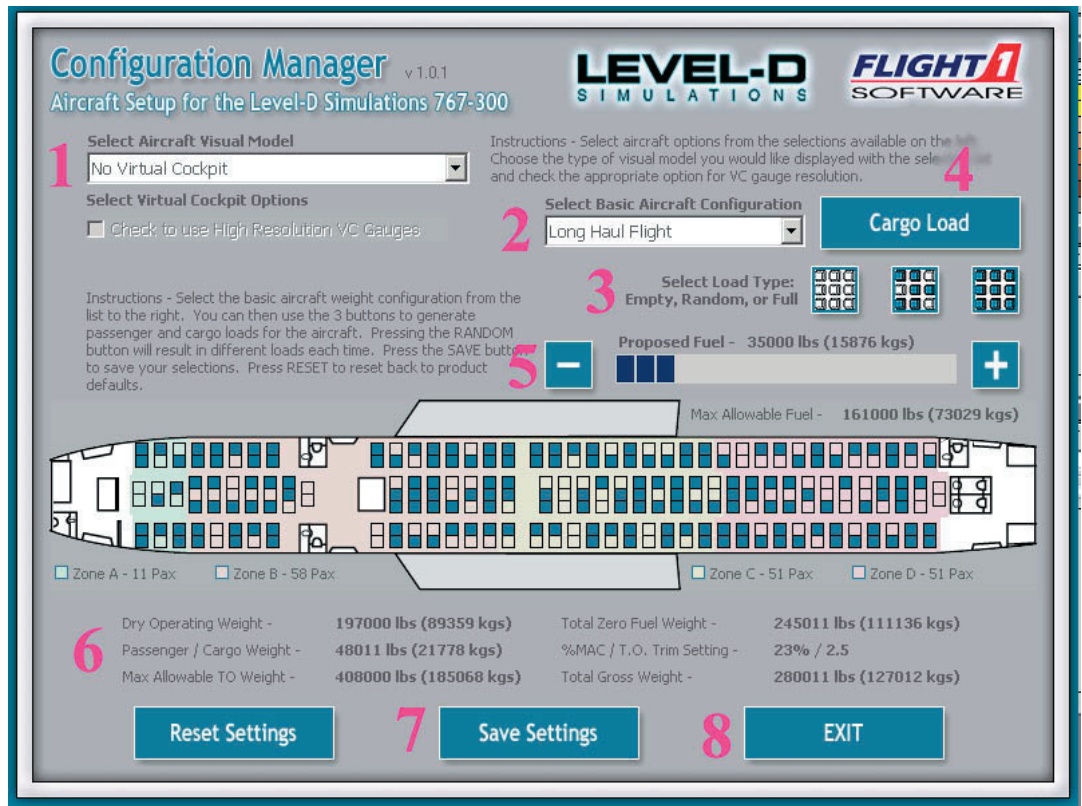 Configuration Manager v 1.0.1
Aircraft Setup for the Level-D Simulations 767-300
LEVEL-D
SIMULATIONS
FLIGHT1
SOFTWARE
1
Select Aircraft Visual Model
No Virtual Cockpit
Select Virtual Cockpit Options
Check to use High Resolution VC Gauges
Instructions - Select aircraft options from the selections available on the
Choose the type of visual model you would like displayed with the
and check the appropriate option for VC gauge resolution.
4
2
Select Basic Aircraft Configuration
Long Haul Flight
Cargo Load
3
Select Load Type:
Empty, Random, or Full
Instructions - Select the basic aircraft weight configuration from the
list to the right. You can then use the 3 buttons to generate
passenger and cargo loads for the aircraft. Pressing the RANDOM
button will result in different loads each time. Press the SAVE button
to save your selections. Press RESET to reset back to product
defaults.
5
Proposed Fuel - 35000 lbs (15876 kgs)
− +
Max Allowable Fuel - 161000 lbs (73029 kgs)
Zone A - 11 Pax Zone B - 58 Pax Zone C - 51 Pax Zone D - 51 Pax
6
Dry Operating Weight - 197000 lbs (89359 kgs) Total Zero Fuel Weight - 245011 lbs (111136 kgs)
Passenger / Cargo Weight - 48011 lbs (21778 kgs) %MAC / T.O. Trim Setting - 23% / 2.5
Max Allowable TO Weight - 408000 lbs (185068 kgs) Total Gross Weight - 280011 lbs (127012 kgs)
Reset Settings 7 Save Settings 8 EXIT